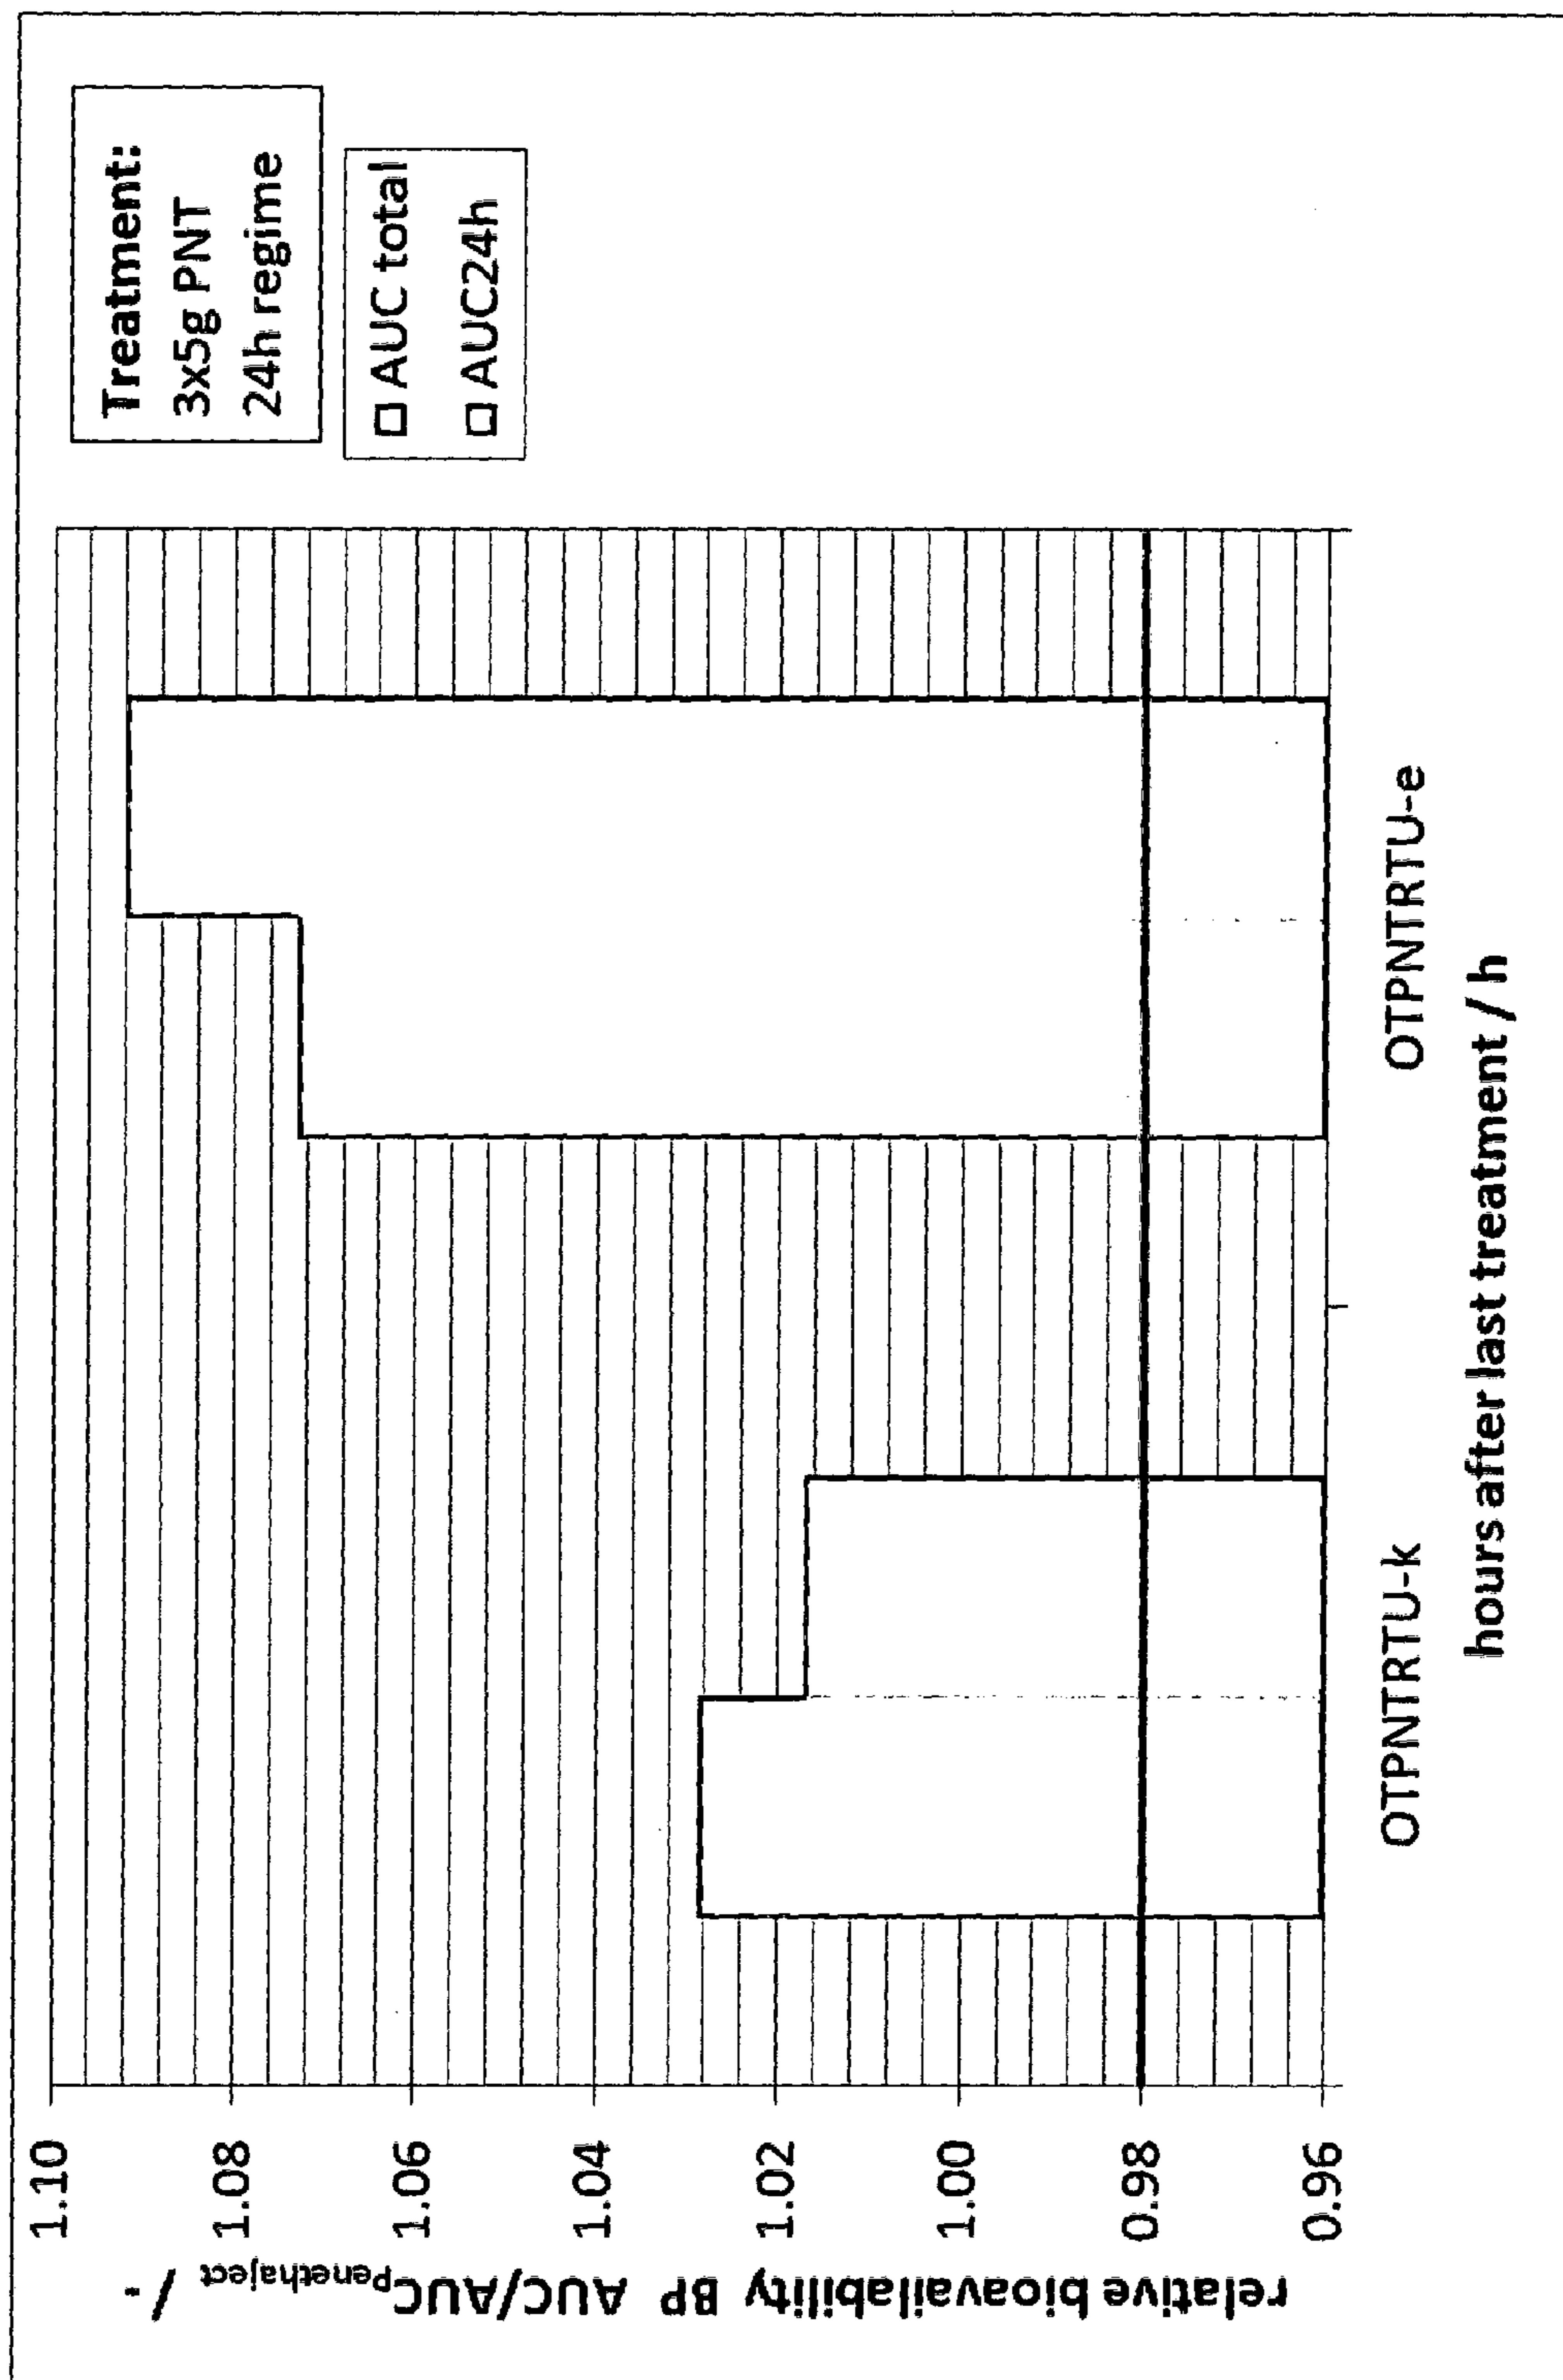 Treatment:
3x5g PNT
24h regime
AUC total
AUC24h
relative bioavailability BP AUC/AUCPenethaject / -
1.10
1.08
1.06
1.04
1.02
1.00
0.98
0.96
OTPNTRTU-k
OTPNTRTU-e
hours after last treatment / h